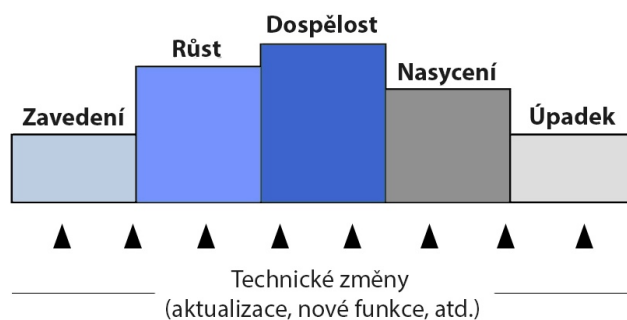 Dospělost
Růst
Nasycení
Zavedení
Úpadek
Technické změny
(aktualizace, nové funkce, atd.)